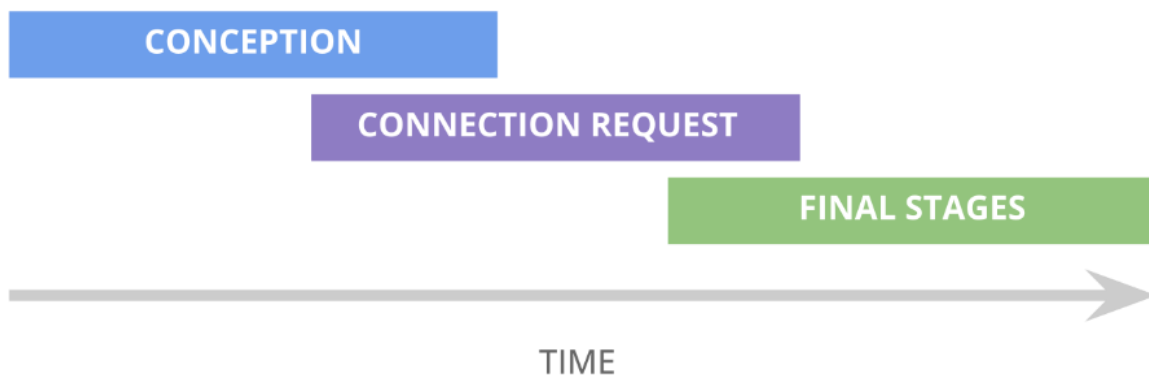 CONCEPTION
CONNECTION REQUEST
FINAL STAGES
TIME